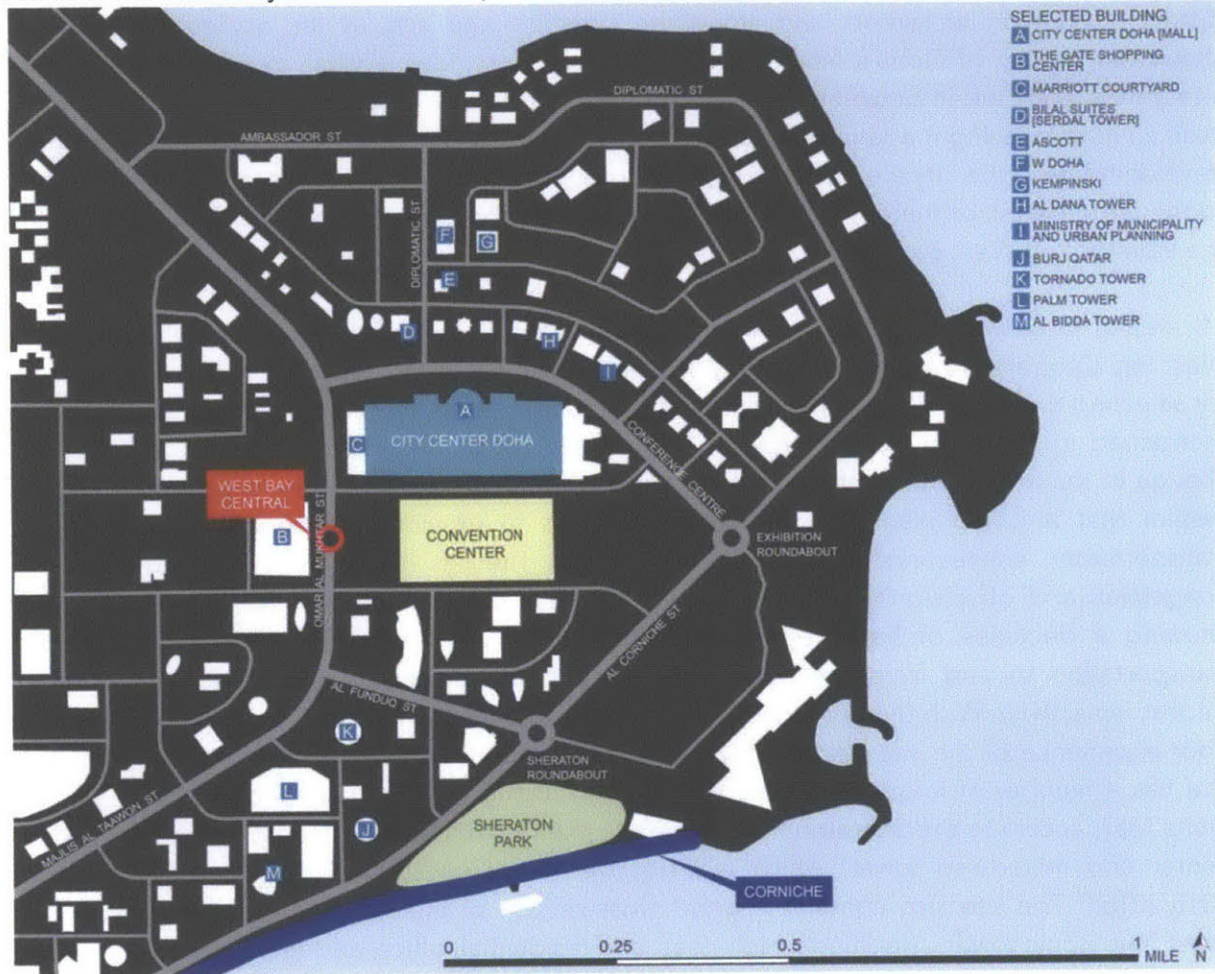 SELECTED BUILDING
A CITY CENTER DOHA [MALL]
B THE GATE SHOPPING
CENTER
C MARRIOTT COURTYARD
D BILAL SUITES
[SERDAL TOWER]
E ASCOTT
F W DOHA
G KEMPINSKI
H AL DANA TOWER
I MINISTRY OF MUNICIPALITY
AND URBAN PLANNING
J BURJ QATAR
K TORNADO TOWER
L PALM TOWER
M AL BIDDA TOWER
DIPLOMATIC ST
AMBASSADOR ST
DIPLOMATIC ST
F
G
E
D
H
I
A
C
CITY CENTER DOHA
CONFERENCE CENTRE
WEST BAY
CENTRAL
B
OMAR AL MUKHTAR ST
CONVENTION
CENTER
EXHIBITION
ROUNDABOUT
AL CORNICHE ST
AL FUNDUQ ST
K
SHERATON
ROUNDABOUT
L
J
SHERATON
PARK
MAJLIS AL TAAWON ST
M
CORNICHE
0 0.25 0.5 1
MILE N